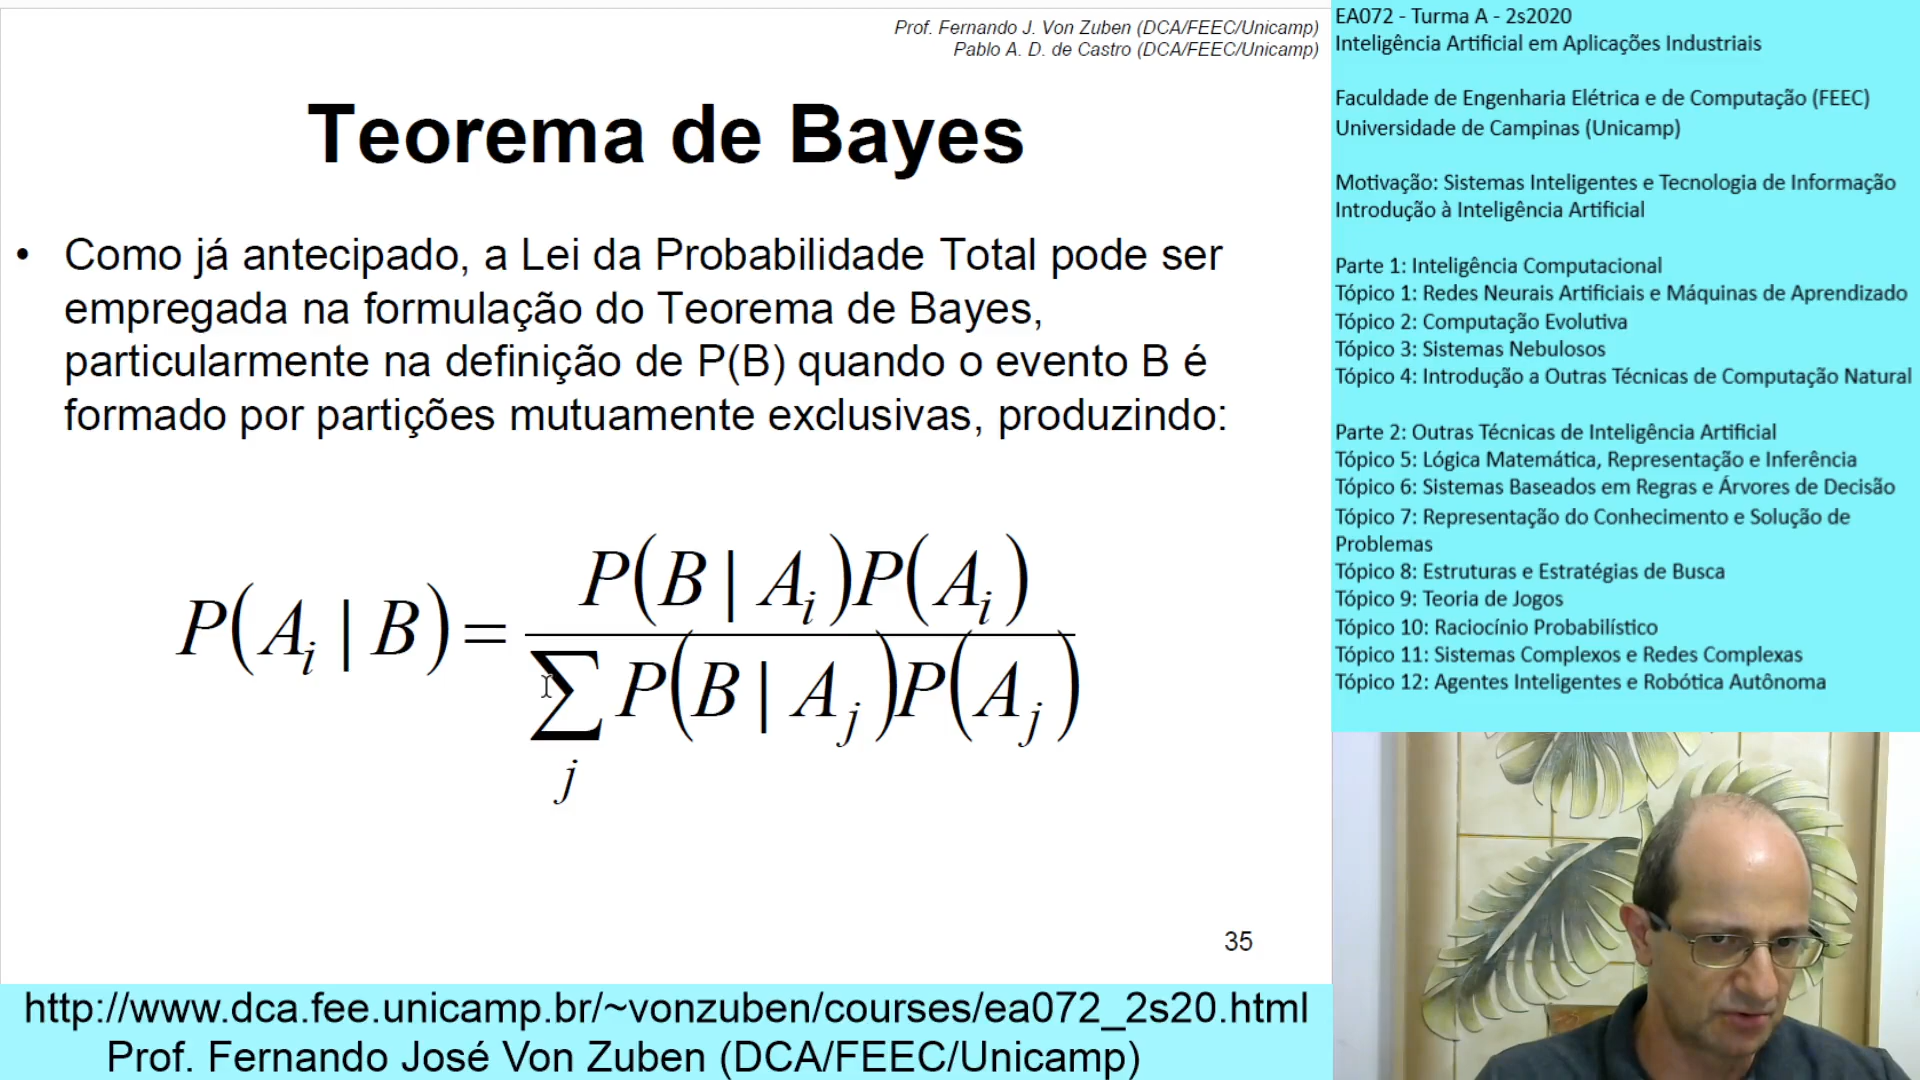 Prof. Fernando J. Von Zuben (DCA/FEEC/Unicamp)
Pablo A. D. de Castro (DCA/FEEC/Unicamp)
Teorema de Bayes
• Como já antecipado, a Lei da Probabilidade Total pode ser
empregada na formulação do Teorema de Bayes,
particularmente na definição de P(B) quando o evento B é
formado por partições mutuamente exclusivas, produzindo:
P(A_i | B) = \frac{P(B | A_i)P(A_i)}{\sum_j P(B | A_j)P(A_j)}
35
http://www.dca.fee.unicamp.br/~vonzuben/courses/ea072_2s20.html
Prof. Fernando José Von Zuben (DCA/FEEC/Unicamp)
EA072 - Turma A - 2s2020
Inteligência Artificial em Aplicações Industriais
Faculdade de Engenharia Elétrica e de Computação (FEEC)
Universidade de Campinas (Unicamp)
Motivação: Sistemas Inteligentes e Tecnologia de Informação
Introdução à Inteligência Artificial
Parte 1: Inteligência Computacional
Tópico 1: Redes Neurais Artificiais e Máquinas de Aprendizado
Tópico 2: Computação Evolutiva
Tópico 3: Sistemas Nebulosos
Tópico 4: Introdução a Outras Técnicas de Computação Natural
Parte 2: Outras Técnicas de Inteligência Artificial
Tópico 5: Lógica Matemática, Representação e Inferência
Tópico 6: Sistemas Baseados em Regras e Árvores de Decisão
Tópico 7: Representação do Conhecimento e Solução de
Problemas
Tópico 8: Estruturas e Estratégias de Busca
Tópico 9: Teoria de Jogos
Tópico 10: Raciocínio Probabilístico
Tópico 11: Sistemas Complexos e Redes Complexas
Tópico 12: Agentes Inteligentes e Robótica Autônoma